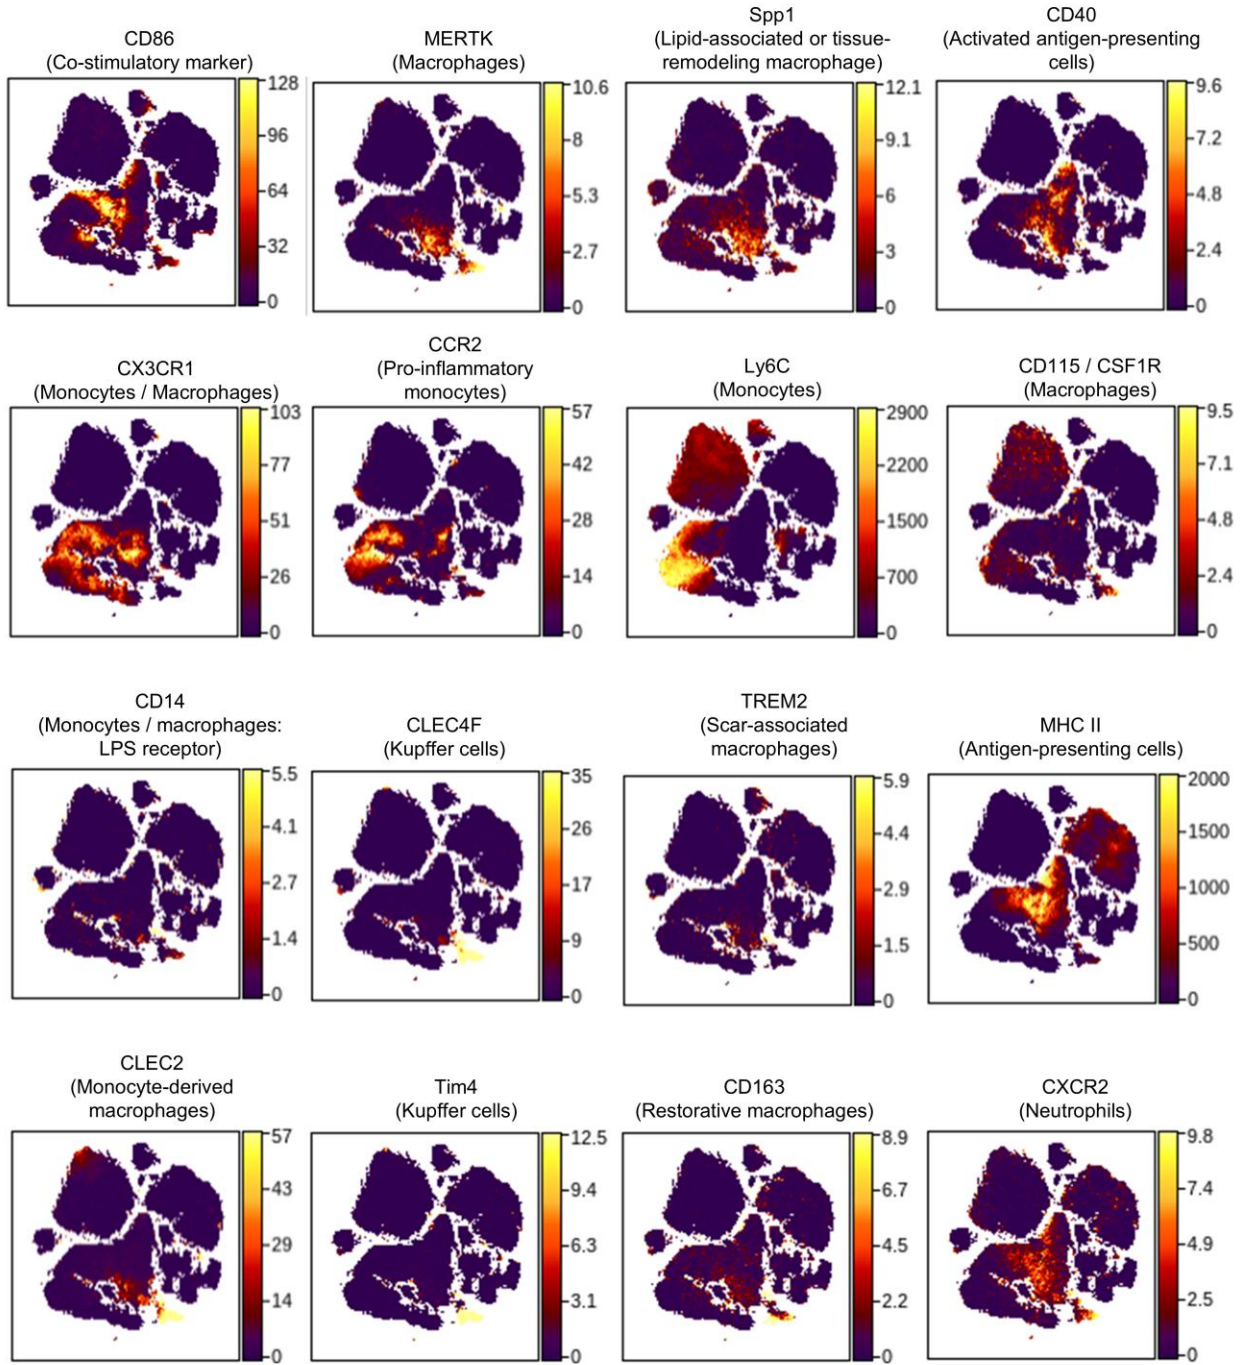 CD86
(Co-stimulatory marker)
128
96
64
32
0
MERTK
(Macrophages)
10.6
8
5.3
2.7
0
Spp1
(Lipid-associated or tissue-
remodeling macrophage)
12.1
9.1
6
3
0
CD40
(Activated antigen-presenting
cells)
9.6
7.2
4.8
2.4
0
CX3CR1
(Monocytes / Macrophages)
103
77
51
26
0
CCR2
(Pro-inflammatory
monocytes)
57
42
28
14
0
Ly6C
(Monocytes)
2900
2200
1500
700
0
CD115 / CSF1R
(Macrophages)
9.5
7.1
4.8
2.4
0
CD14
(Monocytes / macrophages:
LPS receptor)
5.5
4.1
2.7
1.4
0
CLEC4F
(Kupffer cells)
35
26
17
9
0
TREM2
(Scar-associated
macrophages)
5.9
4.4
2.9
1.5
0
MHC II
(Antigen-presenting cells)
2000
1500
1000
500
0
CLEC2
(Monocyte-derived
macrophages)
57
43
29
14
0
Tim4
(Kupffer cells)
12.5
9.4
6.3
3.1
0
CD163
(Restorative macrophages)
8.9
6.7
4.5
2.2
0
CXCR2
(Neutrophils)
9.8
7.4
4.9
2.5
0